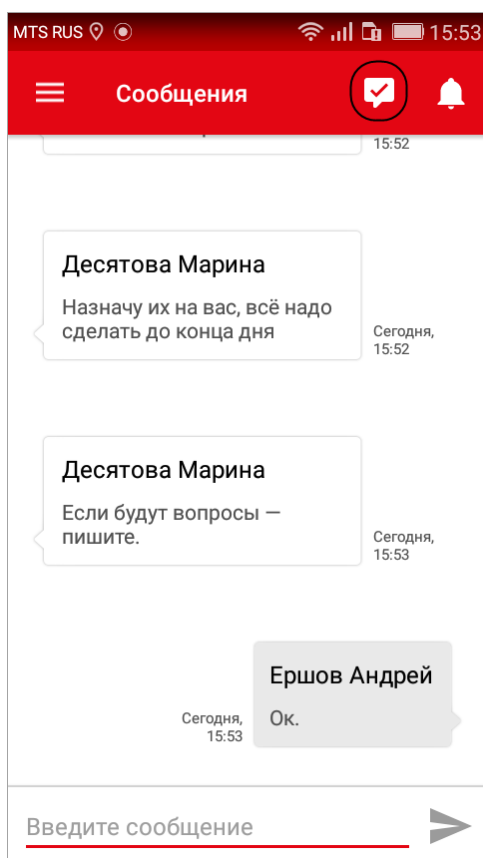 MTS RUS 15:53
Сообщения
15:52
Десятова Марина
Назначу их на вас, всё надо
сделать до конца дня
Сегодня,
15:52
Десятова Марина
Если будут вопросы —
пишите.
Сегодня,
15:53
Ершов Андрей
Ок.
Сегодня,
15:53
Введите сообщение